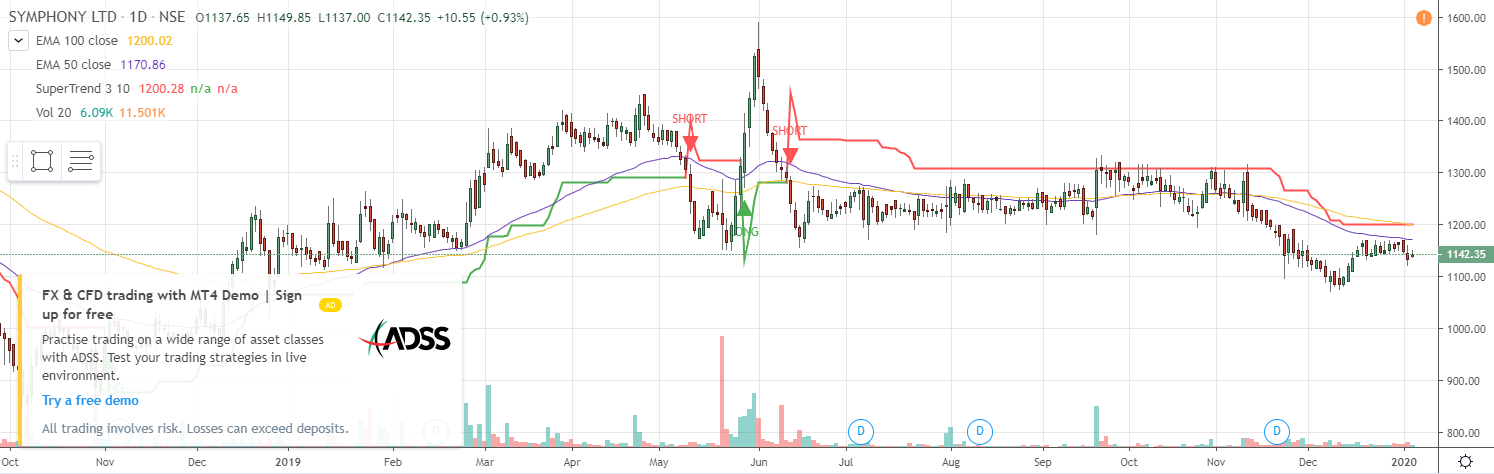 SYMPHONY LTD · 1D · NSE O1137.65 H1149.85 L1137.00 C1142.35 +10.55 (+0.93%)
EMA 100 close 1200.02
EMA 50 close 1170.86
SuperTrend 3 10 1200.28 n/a n/a
Vol 20 6.09K 11.501K
SHORT
SHORT
ONG
FX & CFD trading with MT4 Demo | Sign
up for free
AD
Practise trading on a wide range of asset classes
with ADSS. Test your trading strategies in live
environment.
Try a free demo
All trading involves risk. Losses can exceed deposits.
ADSS
D
D
D
D
!
1600.00
1500.00
1400.00
1300.00
1200.00
1142.35
1100.00
1000.00
900.00
800.00
Oct Nov Dec 2019 Feb Mar Apr May Jun Jul Aug Sep Oct Nov Dec 2020